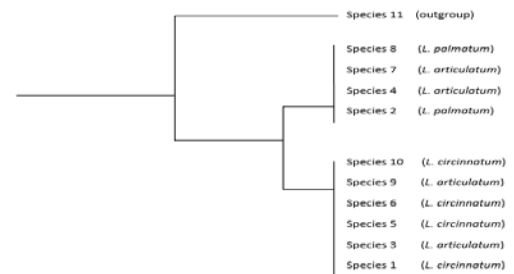 Species 11 (outgroup)
Species 8 (L. palmatum)
Species 7 (L. articulatum)
Species 4 (L. articulatum)
Species 2 (L. palmatum)
Species 10 (L. circinnatum)
Species 9 (L. articulatum)
Species 6 (L. circinnatum)
Species 5 (L. circinnatum)
Species 3 (L. articulatum)
Species 1 (L. circinnatum)